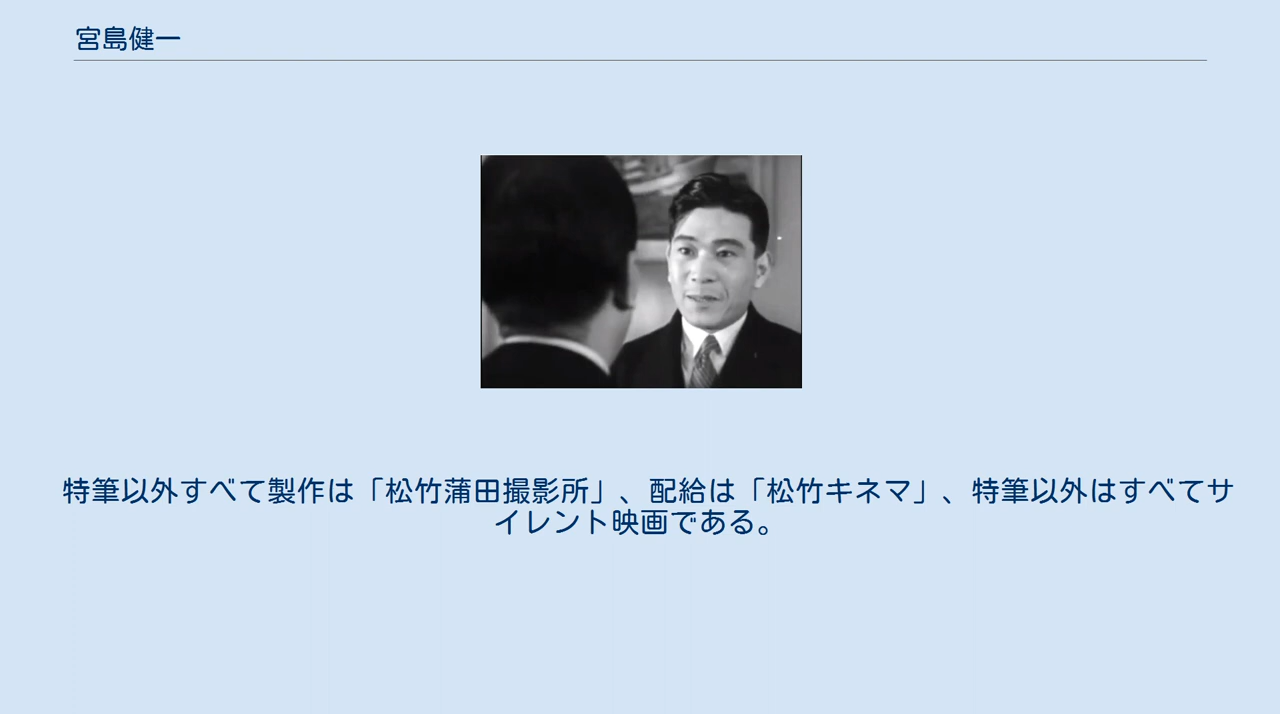 宮島健一
特筆以外すべて製作は「松竹蒲田撮影所」、配給は「松竹キネマ」、特筆以外はすべてサ
イレント映画である。